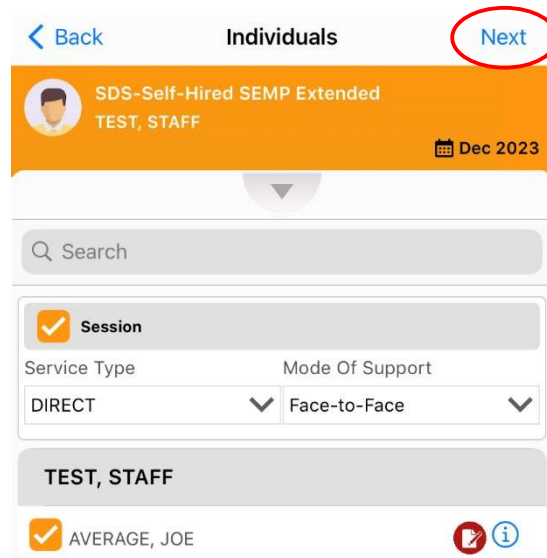 Back Individuals Next
SDS-Self-Hired SEMP Extended
TEST, STAFF
Dec 2023
Search
Session
Service Type Mode Of Support
DIRECT Face-to-Face
TEST, STAFF
AVERAGE, JOE